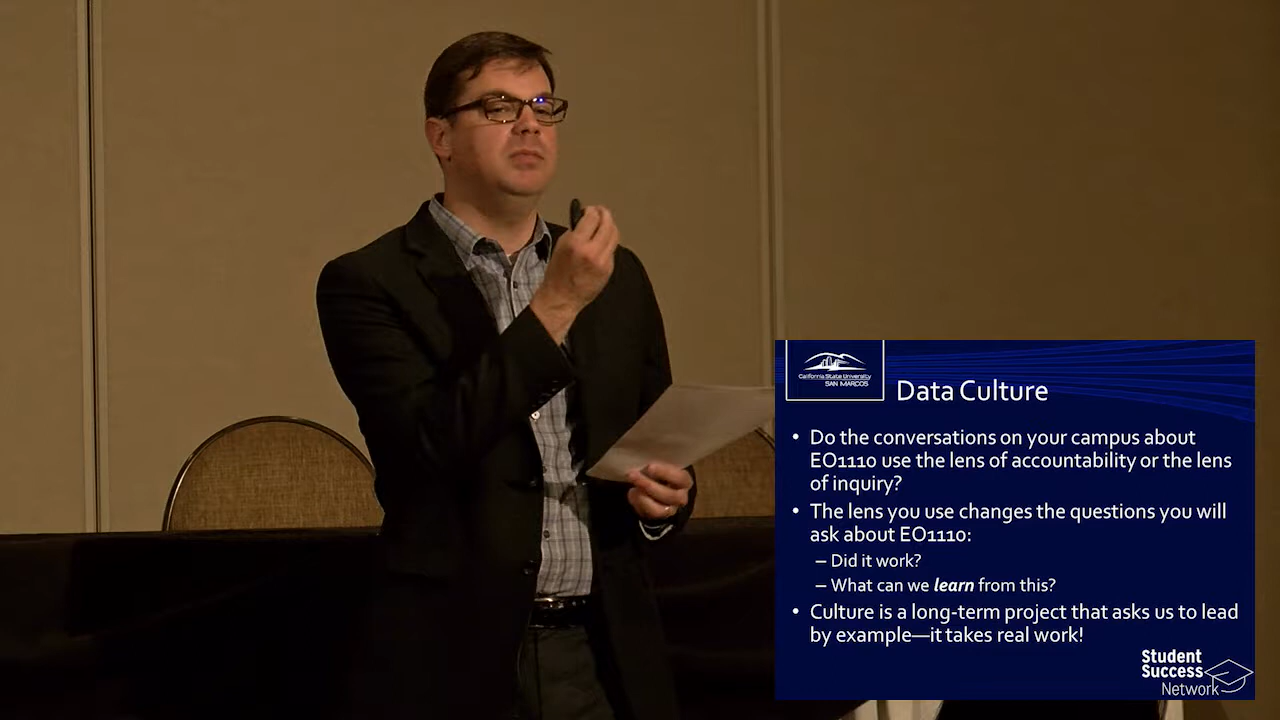 California State University
SAN MARCOS
Data Culture
• Do the conversations on your campus about
EO1110 use the lens of accountability or the lens
of inquiry?
• The lens you use changes the questions you will
ask about EO1110:
– Did it work?
– What can we learn from this?
• Culture is a long-term project that asks us to lead
by example—it takes real work!
Student
Success
Network